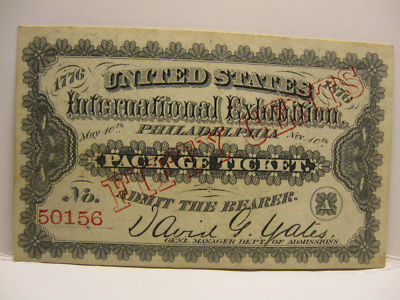 1776 1876
UNITED STATES
International Exhibition.
May 10th Nov. 10th
PHILADELPHIA
PACKAGE TICKET.
FIFTY CENTS
No.
50156
ADMIT THE BEARER.
David G. Yates.
GENL. MANAGER DEPT. OF ADMISSIONS